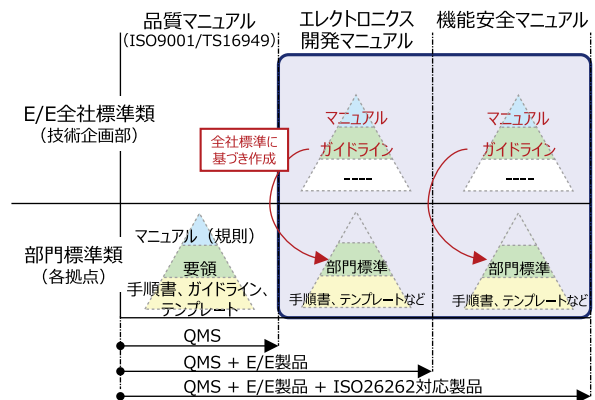 品質マニュアル
（ISO9001/TS16949）
エレクトロニクス
開発マニュアル
機能安全マニュアル
E/E全社標準類
（技術企画部）
全社標準に
基づき作成
マニュアル
ガイドライン
----
マニュアル
ガイドライン
----
部門標準類
（各拠点）
マニュアル（規則）
要領
手順書、ガイドライン、
テンプレート
部門標準
手順書、テンプレートなど
部門標準
手順書、テンプレートなど
QMS
QMS + E/E製品
QMS + E/E製品 + ISO26262対応製品